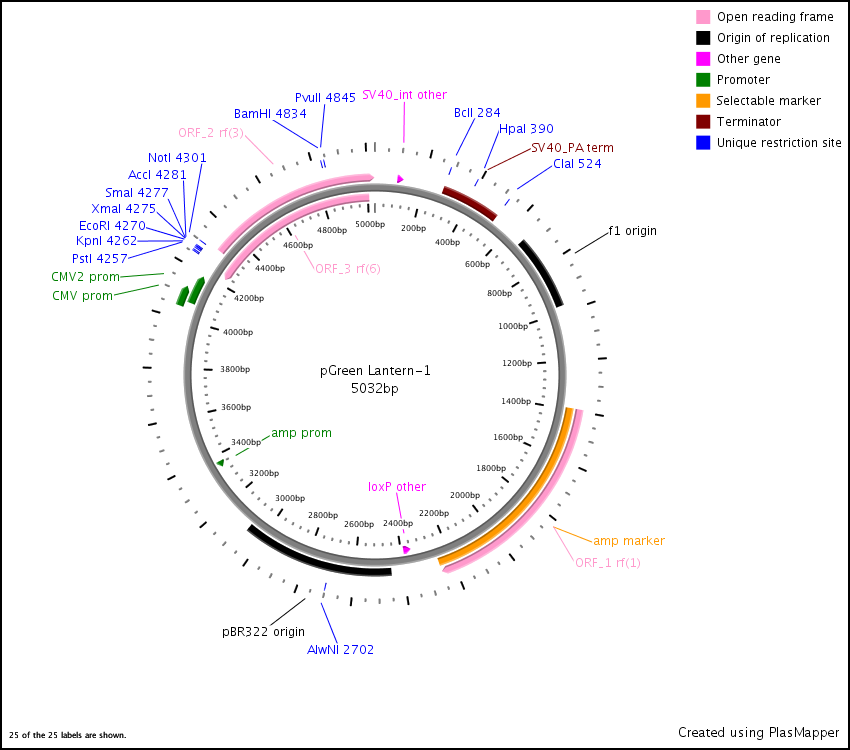 Open reading frame
Origin of replication
Other gene
Promoter
Selectable marker
Terminator
Unique restriction site
PvuII 4845
SV40_int other
BamHI 4834
BclI 284
HpaI 390
ORF_2 rf(3)
SV40_PA term
NotI 4301
ClaI 524
AccI 4281
SmaI 4277
XmaI 4275
EcoRI 4270
KpnI 4262
PstI 4257
CMV2 prom
CMV prom
f1 origin
ORF_3 rf(6)
5000bp
200bp
400bp
600bp
800bp
1000bp
1200bp
1400bp
1600bp
1800bp
2000bp
2200bp
2400bp
2600bp
2800bp
3000bp
3200bp
3400bp
3600bp
3800bp
4000bp
4200bp
4400bp
4600bp
4800bp
pGreen Lantern-1
5032bp
amp prom
loxP other
amp marker
ORF_1 rf(1)
pBR322 origin
AlwNI 2702
25 of the 25 labels are shown.
Created using PlasMapper